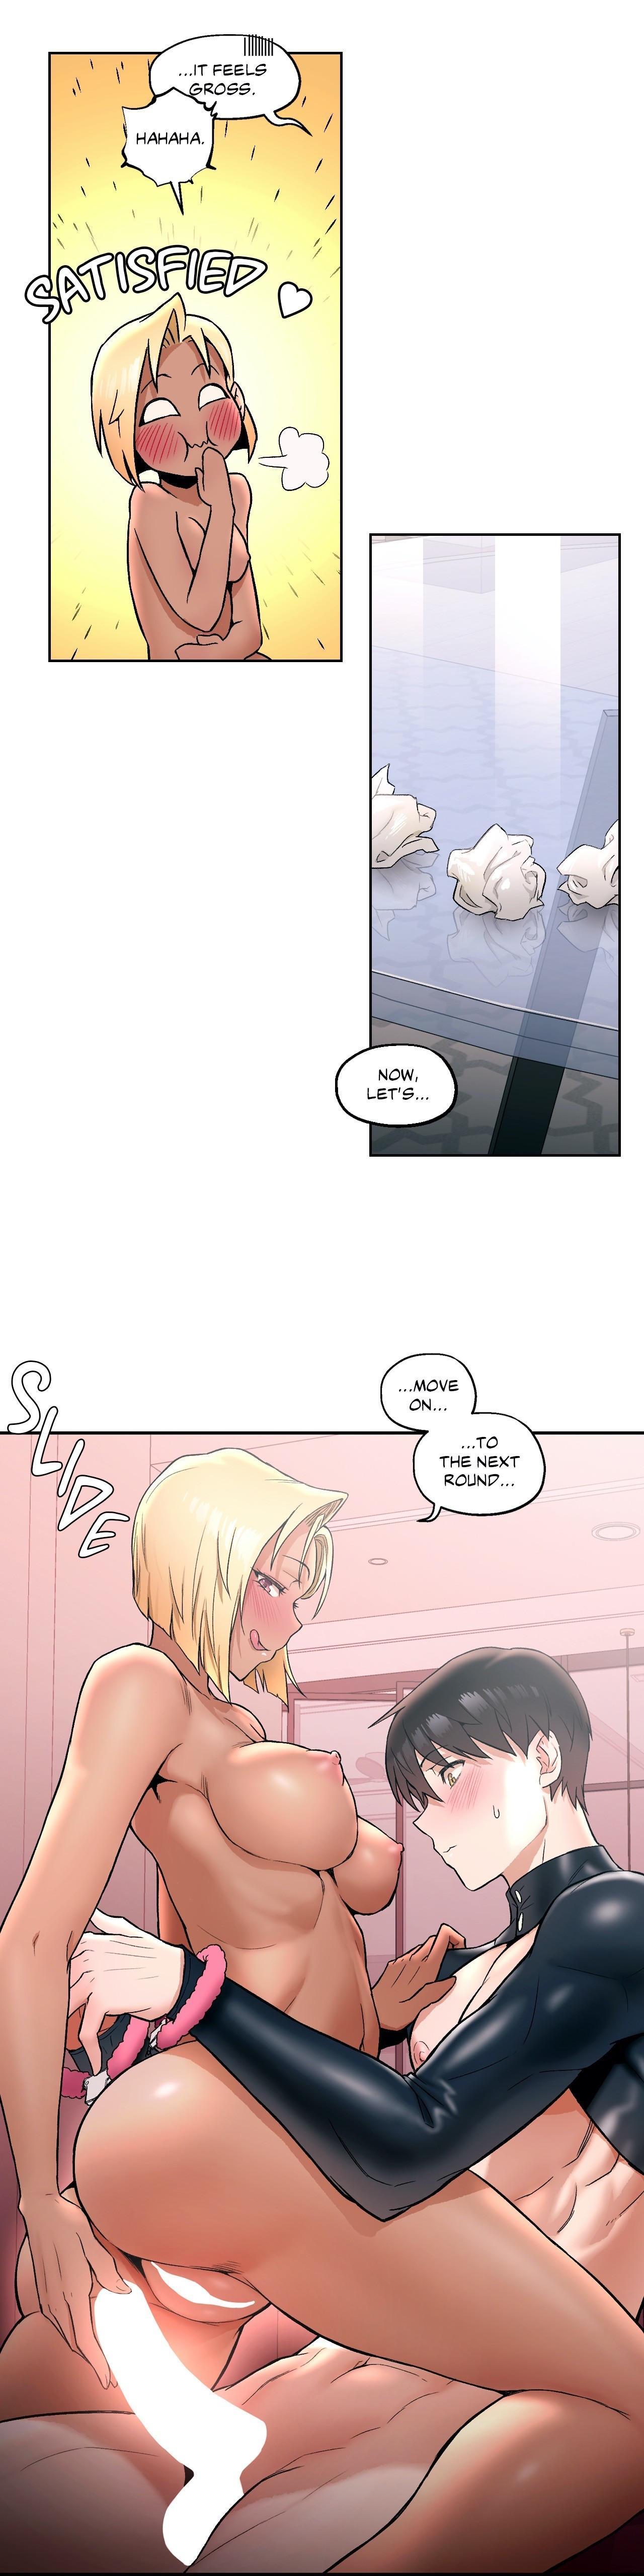 ...IT FEELS
GROSS.
HAHAHA.
SATISFIED
NOW,
LET'S...
...MOVE
ON...
...TO
THE NEXT
ROUND...
SLIDE